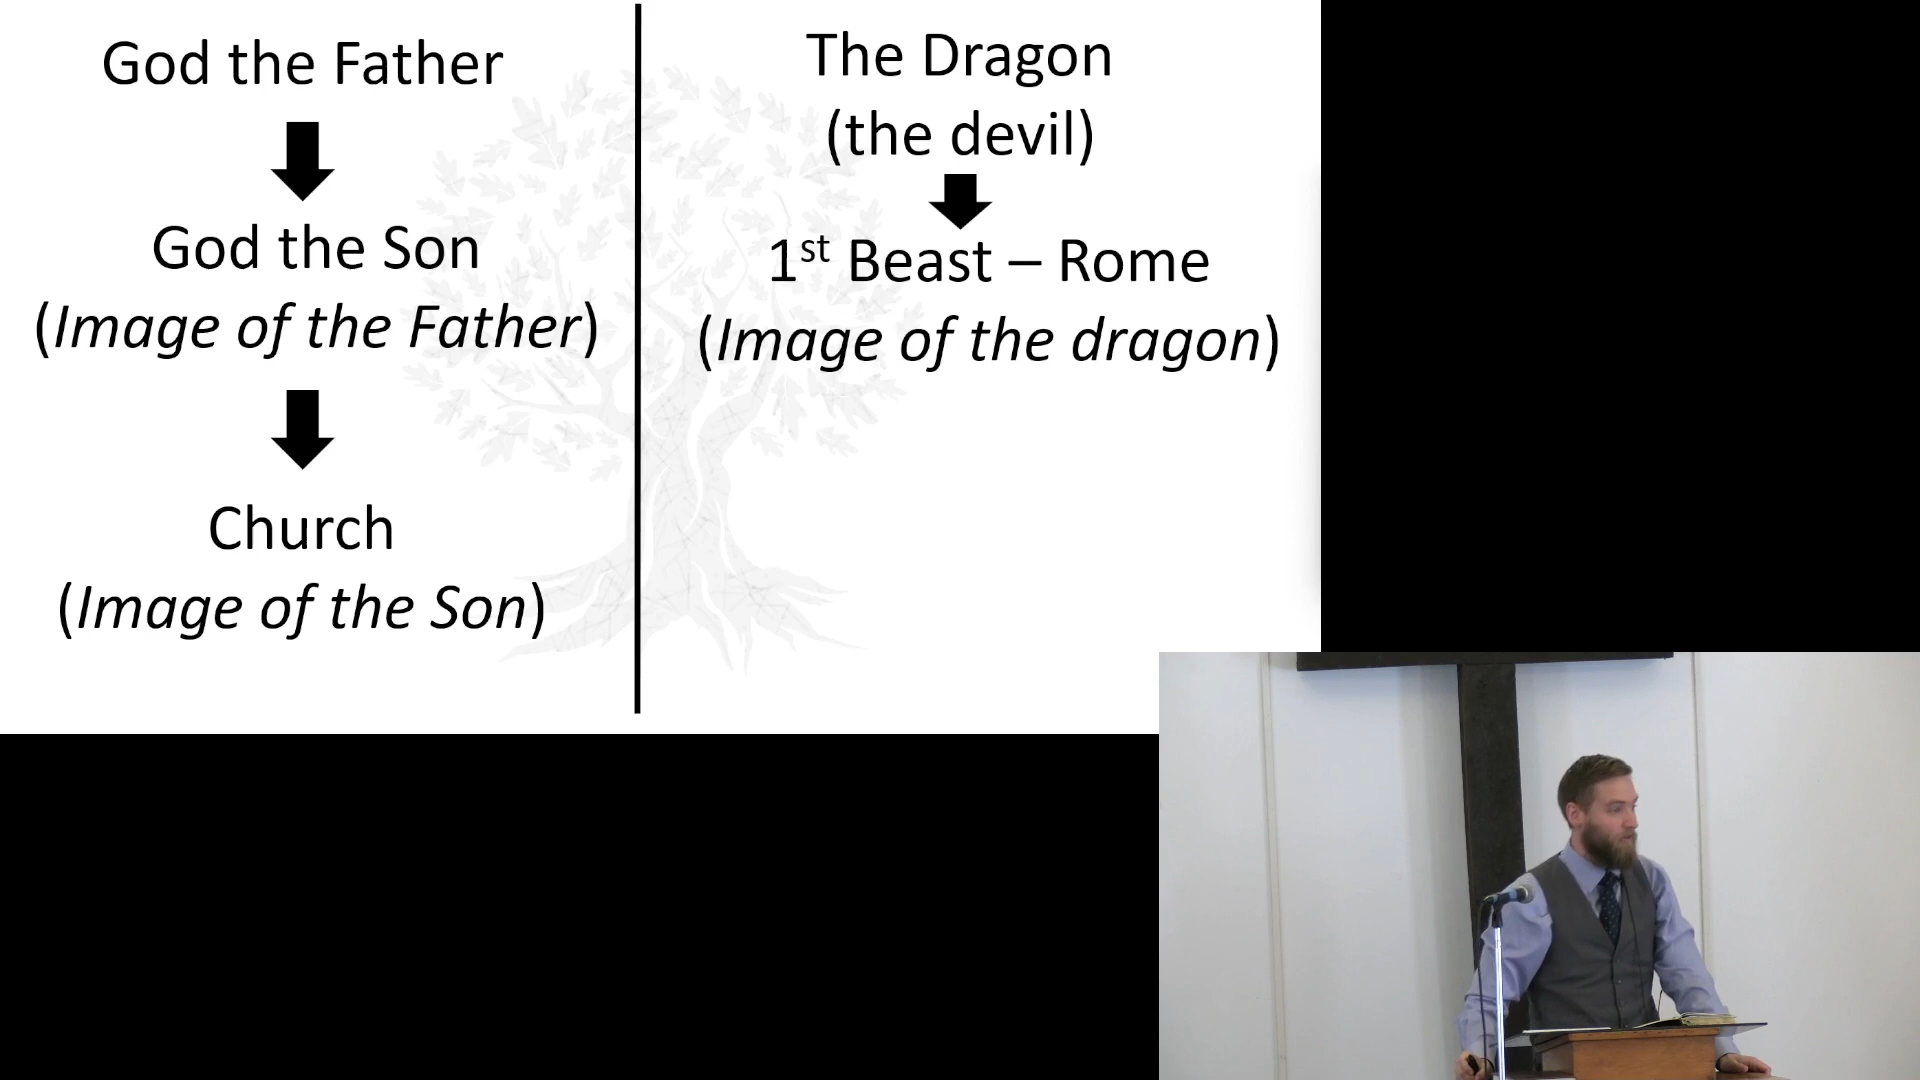 God the Father
God the Son
(Image of the Father)
Church
(Image of the Son)
The Dragon
(the devil)
1st Beast – Rome
(Image of the dragon)